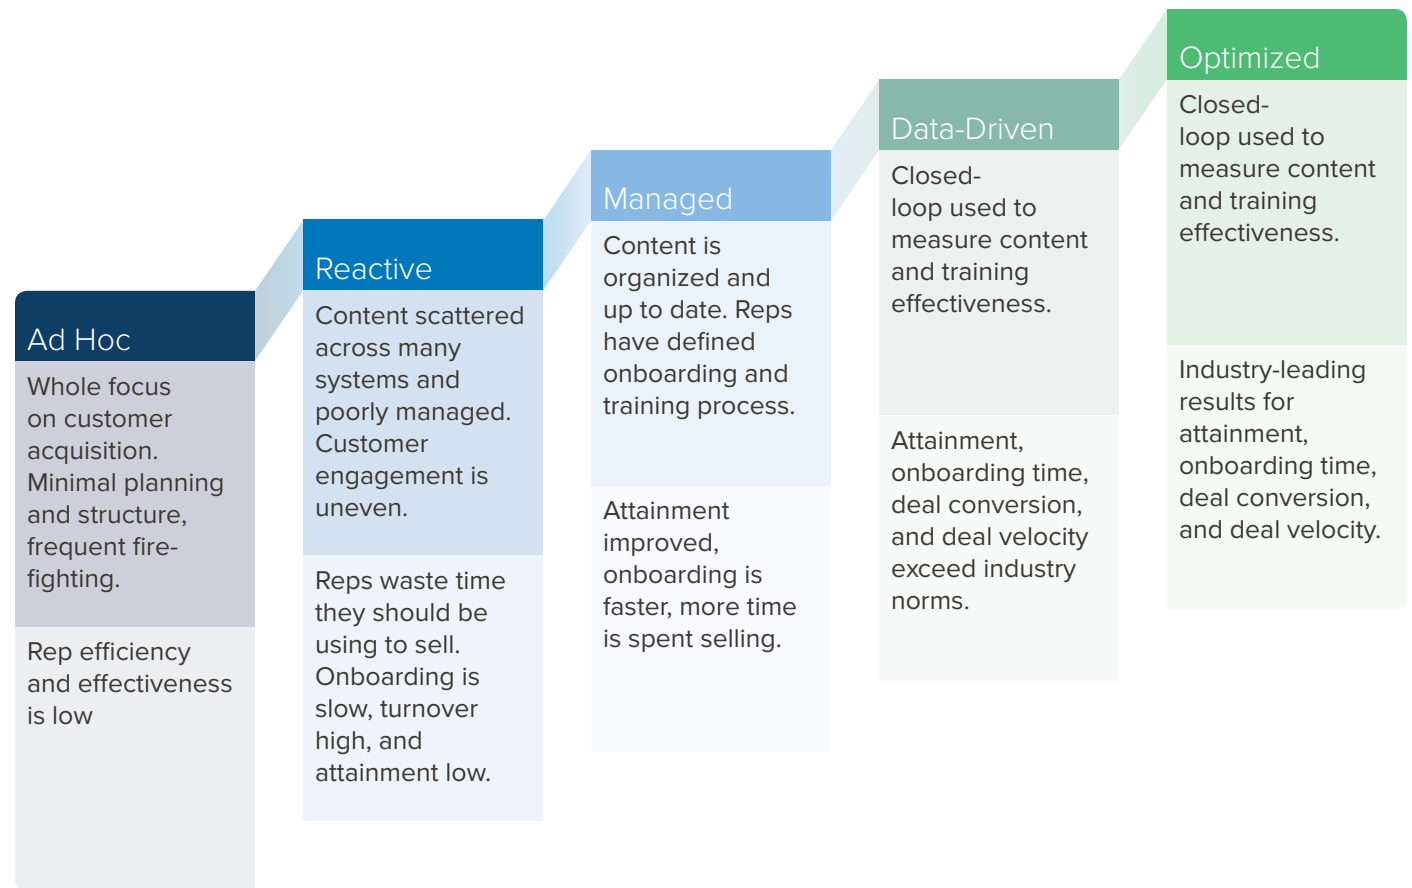 Ad Hoc
Whole focus
on customer
acquisition.
Minimal planning
and structure,
frequent fire-
fighting.
Rep efficiency
and effectiveness
is low
Reactive
Content scattered
across many
systems and
poorly managed.
Customer
engagement is
uneven.
Reps waste time
they should be
using to sell.
Onboarding is
slow, turnover
high, and
attainment low.
Managed
Content is
organized and
up to date. Reps
have defined
onboarding and
training process.
Attainment
improved,
onboarding is
faster, more time
is spent selling.
Data-Driven
Closed-
loop used to
measure content
and training
effectiveness.
Attainment,
onboarding time,
deal conversion,
and deal velocity
exceed industry
norms.
Optimized
Closed-
loop used to
measure content
and training
effectiveness.
Industry-leading
results for
attainment,
onboarding time,
deal conversion,
and deal velocity.